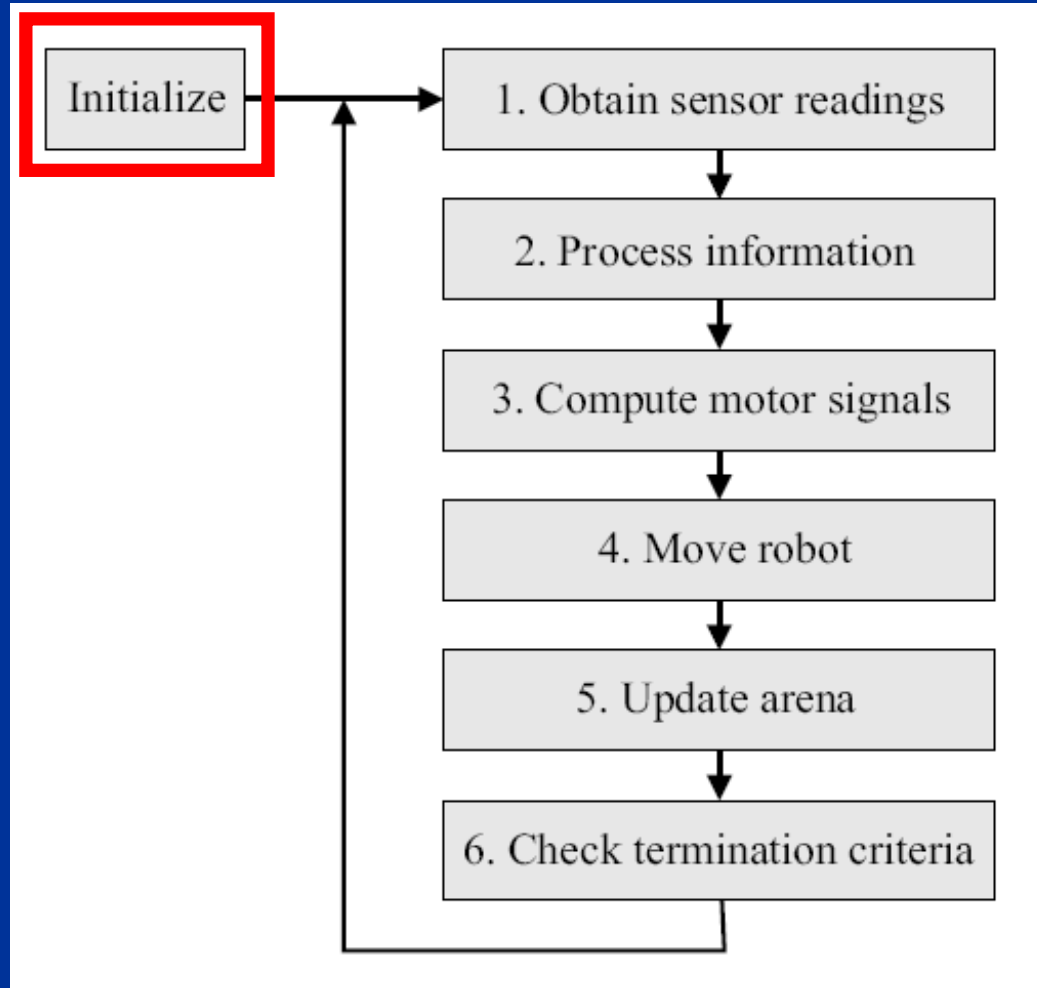 Initialize
1. Obtain sensor readings
2. Process information
3. Compute motor signals
4. Move robot
5. Update arena
6. Check termination criteria